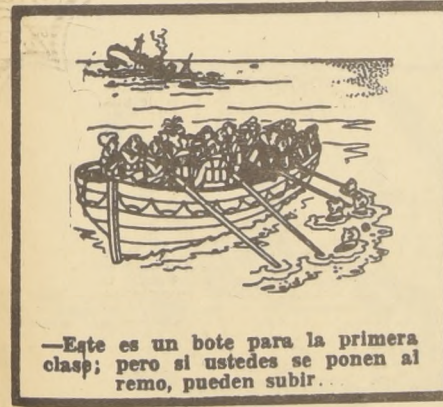 —Este es un bote para la primera
clase; pero si ustedes se ponen al
remo, pueden subir.